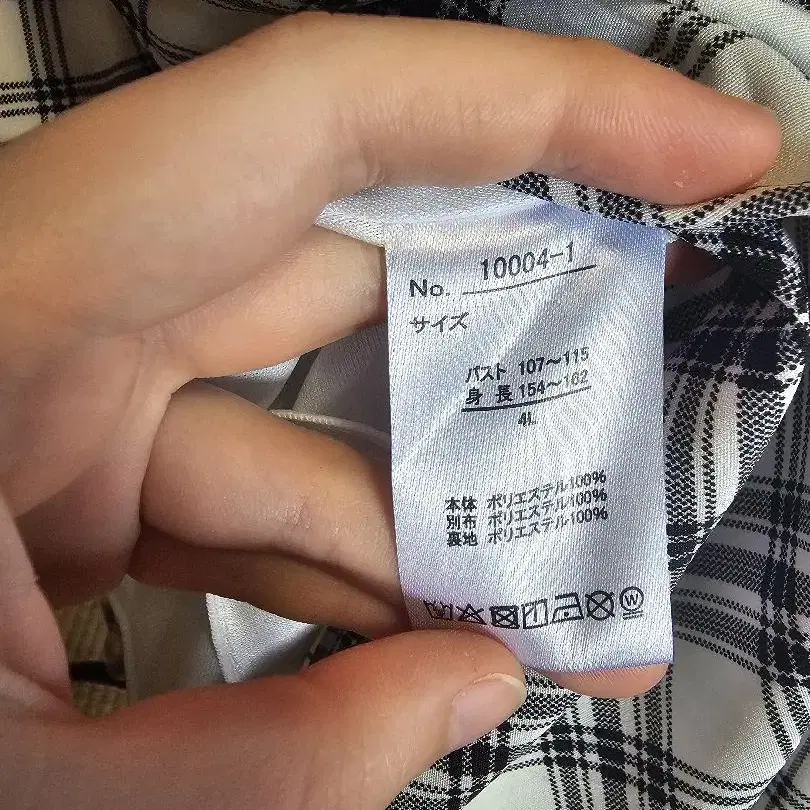 No. 10004-1
サイズ
バスト 107〜115
身 長 154〜162
4L
本体 ポリエステル100%
別布 ポリエステル100%
裏地 ポリエステル100%
W